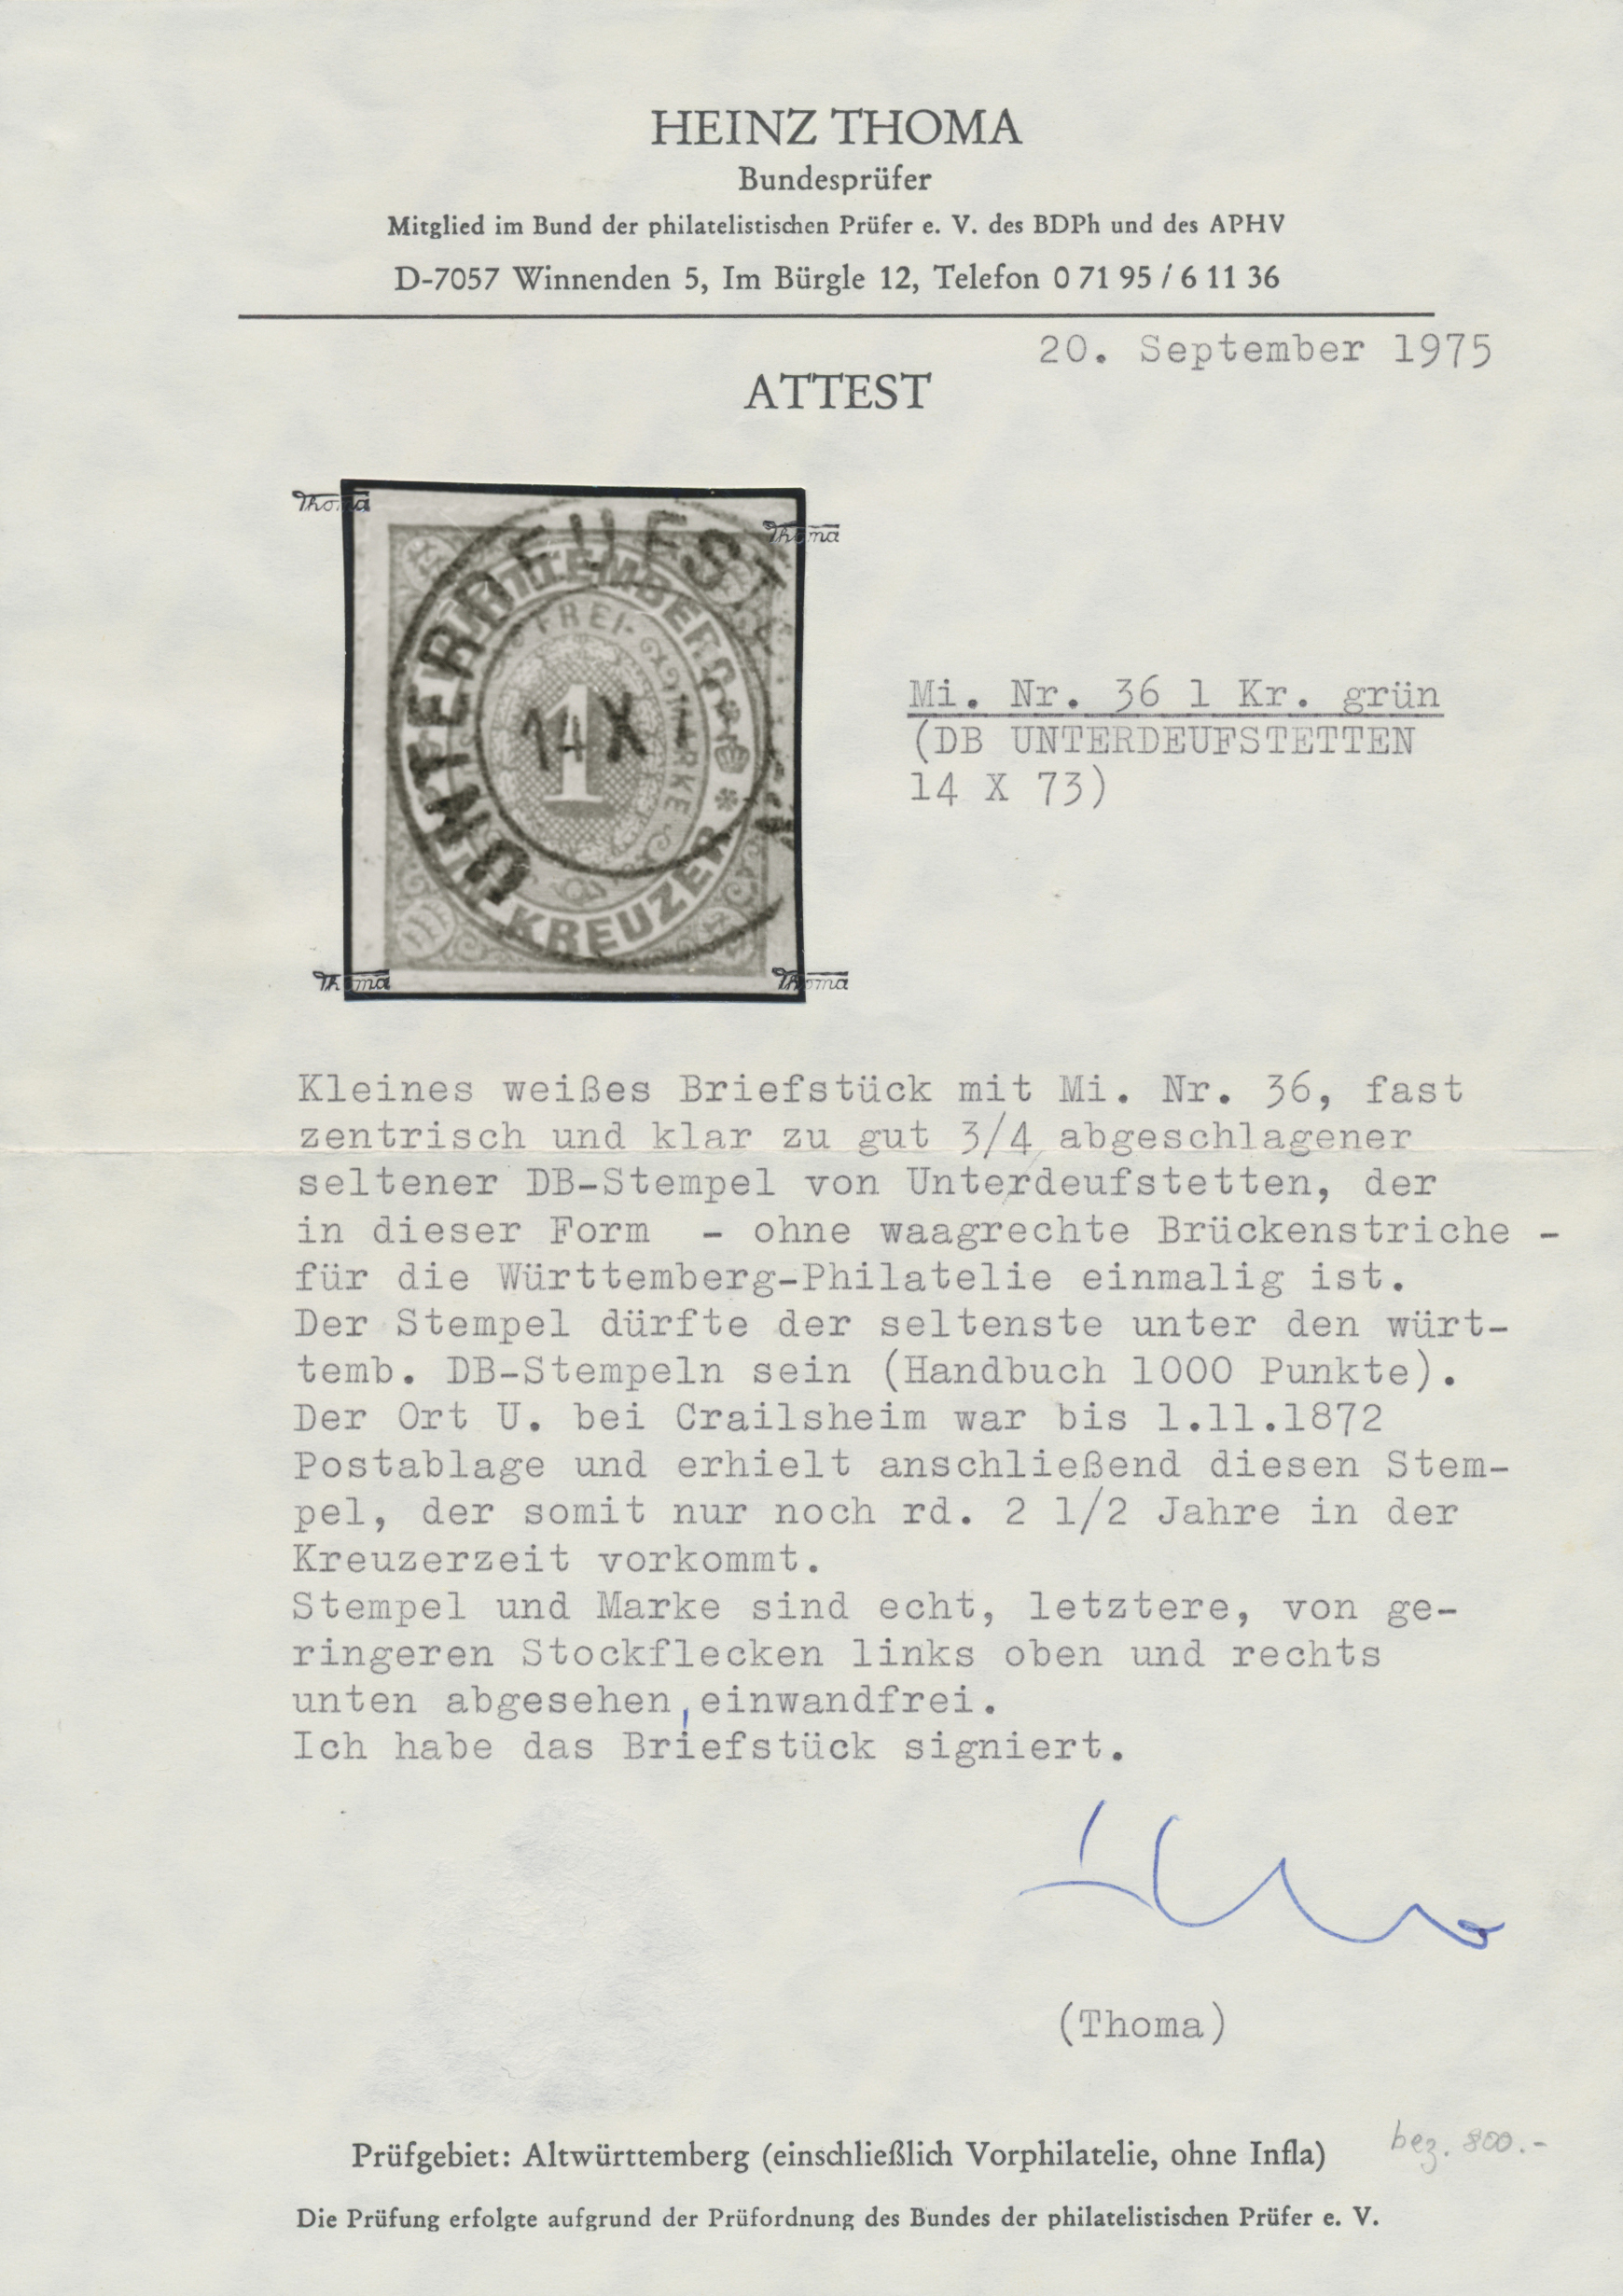 HEINZ THOMA
Bundesprüfer
Mitglied im Bund der philatelistischen Prüfer e. V. des BDPh und des APHV
D-7057 Winnenden 5, Im Bürgle 12, Telefon 0 71 95 / 6 11 36
20. September 1975
ATTEST
Thoma
Thoma
UNTERDEUFST
WÜRTTEMBERG
FREI-
MARKE
1
14 X
KREUZER
Thoma
Thoma
Mi. Nr. 36 1 Kr. grün
(DB UNTERDEUFSTETTEN
14 X 73)
Kleines weißes Briefstück mit Mi. Nr. 36, fast
zentrisch und klar zu gut 3/4 abgeschlagener
seltener DB-Stempel von Unterdeufstetten, der
in dieser Form - ohne waagrechte Brückenstriche -
für die Württemberg-Philatelie einmalig ist.
Der Stempel dürfte der seltenste unter den würt-
temb. DB-Stempeln sein (Handbuch 1000 Punkte).
Der Ort U. bei Crailsheim war bis 1.11.1872
Postablage und erhielt anschließend diesen Stem-
pel, der somit nur noch rd. 2 1/2 Jahre in der
Kreuzerzeit vorkommt.
Stempel und Marke sind echt, letztere, von ge-
ringeren Stockflecken links oben und rechts
unten abgesehen, einwandfrei.
Ich habe das Briefstück signiert.
(Thoma)
Prüfgebiet: Altwürttemberg (einschließlich Vorphilatelie, ohne Infla)
bez. 800.-
Die Prüfung erfolgte aufgrund der Prüfordnung des Bundes der philatelistischen Prüfer e. V.